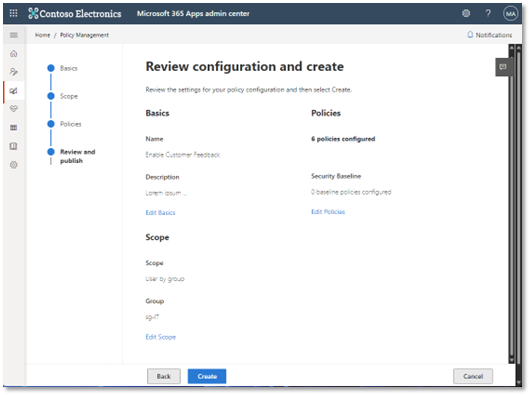 Contoso Electronics Microsoft 365 Apps admin center ? MA
Home / Policy Management Notifications
Basics
Scope
Policies
Review and
publish
Review configuration and create
Review the settings for your policy configuration and then select Create.
Basics
Name
Enable Customer Feedback
Description
Lorem ipsum ...
Edit Basics
Policies
6 policies configured
Security Baseline
0 baseline policies configured
Edit Policies
Scope
Scope
User by group
Group
sg-IT
Edit Scope
Back Create Cancel